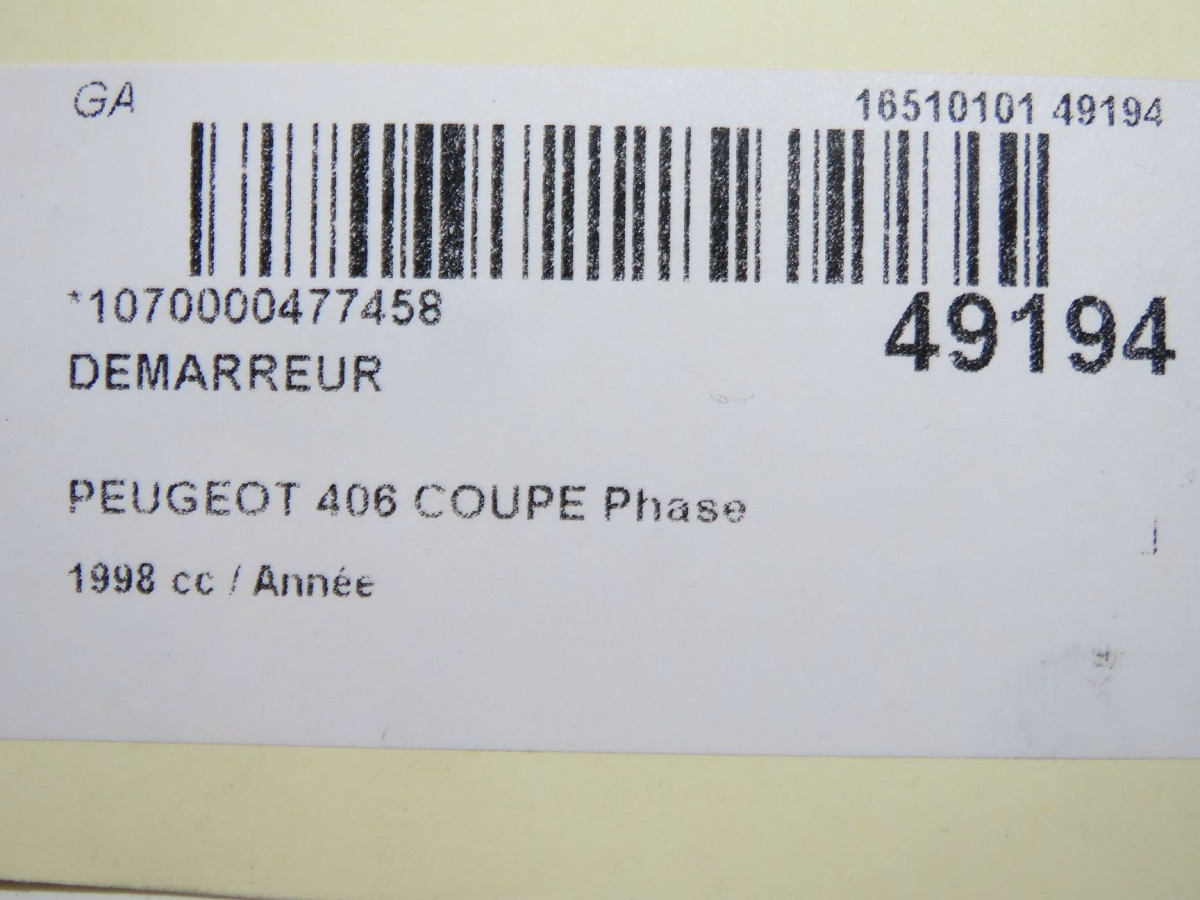 GA
16510101 49194
*1070000477458
49194
DEMARREUR
PEUGEOT 406 COUPE Phase
1998 cc / Année